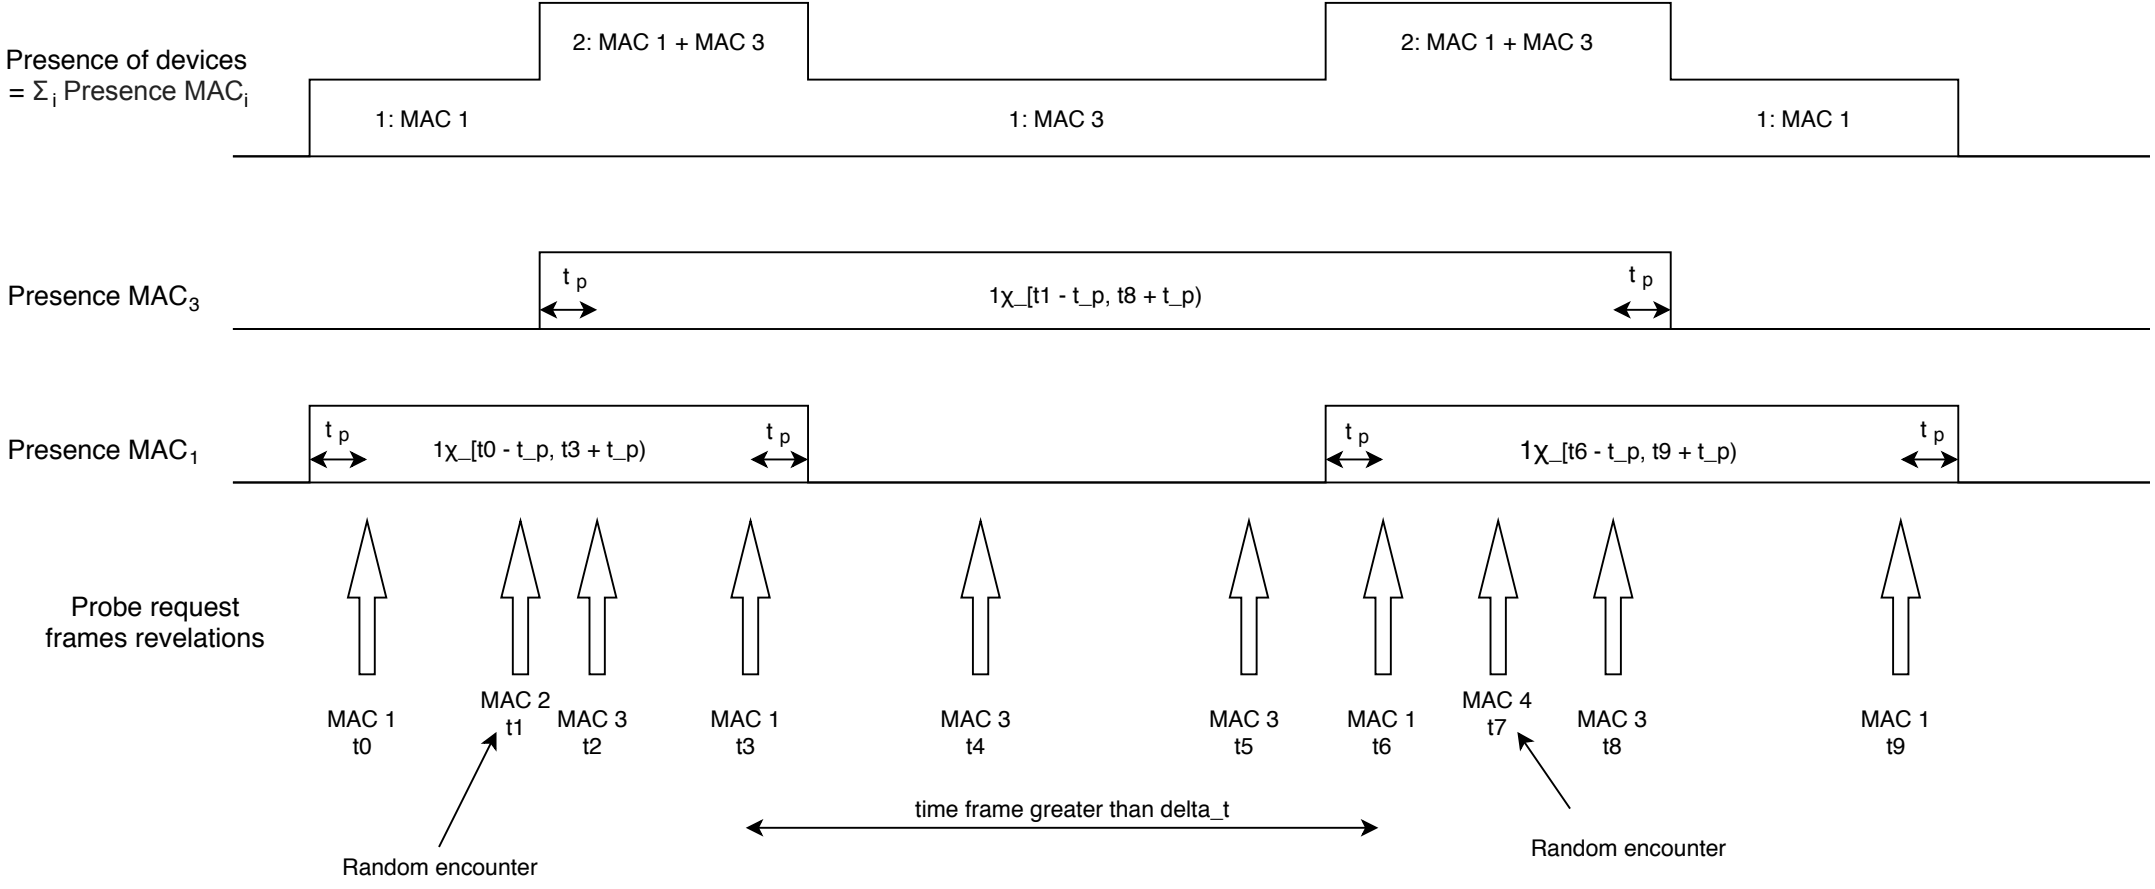 Presence of devices
= Σ i Presence MACi
2: MAC 1 + MAC 3
2: MAC 1 + MAC 3
1: MAC 1
1: MAC 3
1: MAC 1
Presence MAC3
t p
1χ_[t1 - t_p, t8 + t_p)
t p
Presence MAC1
t p
1χ_[t0 - t_p, t3 + t_p)
t p
t p
1χ_[t6 - t_p, t9 + t_p)
t p
Probe request
frames revelations
MAC 1
t0
MAC 2
t1
MAC 3
t2
MAC 1
t3
MAC 3
t4
MAC 3
t5
MAC 1
t6
MAC 4
t7
MAC 3
t8
MAC 1
t9
time frame greater than delta_t
Random encounter
Random encounter